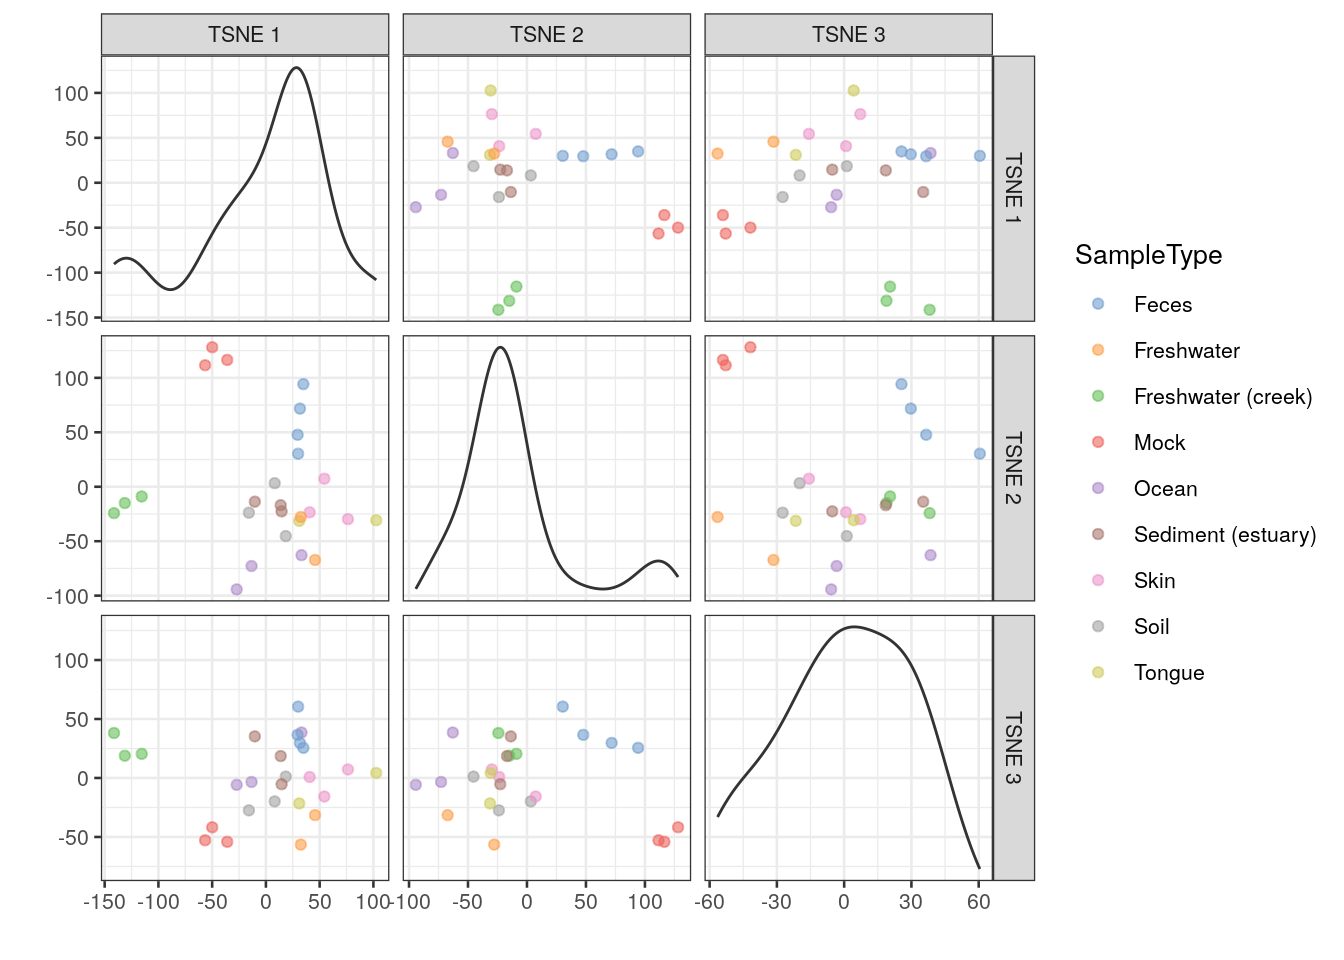 TSNE 1 TSNE 2 TSNE 3
100
50
0
-50
-100
-150
TSNE 1
100
50
0
-50
-100
TSNE 2
100
50
0
-50
TSNE 3
-150 -100 -50 0 50 100 -100 -50 0 50 100 -60 -30 0 30 60
SampleType
Feces
Freshwater
Freshwater (creek)
Mock
Ocean
Sediment (estuary)
Skin
Soil
Tongue